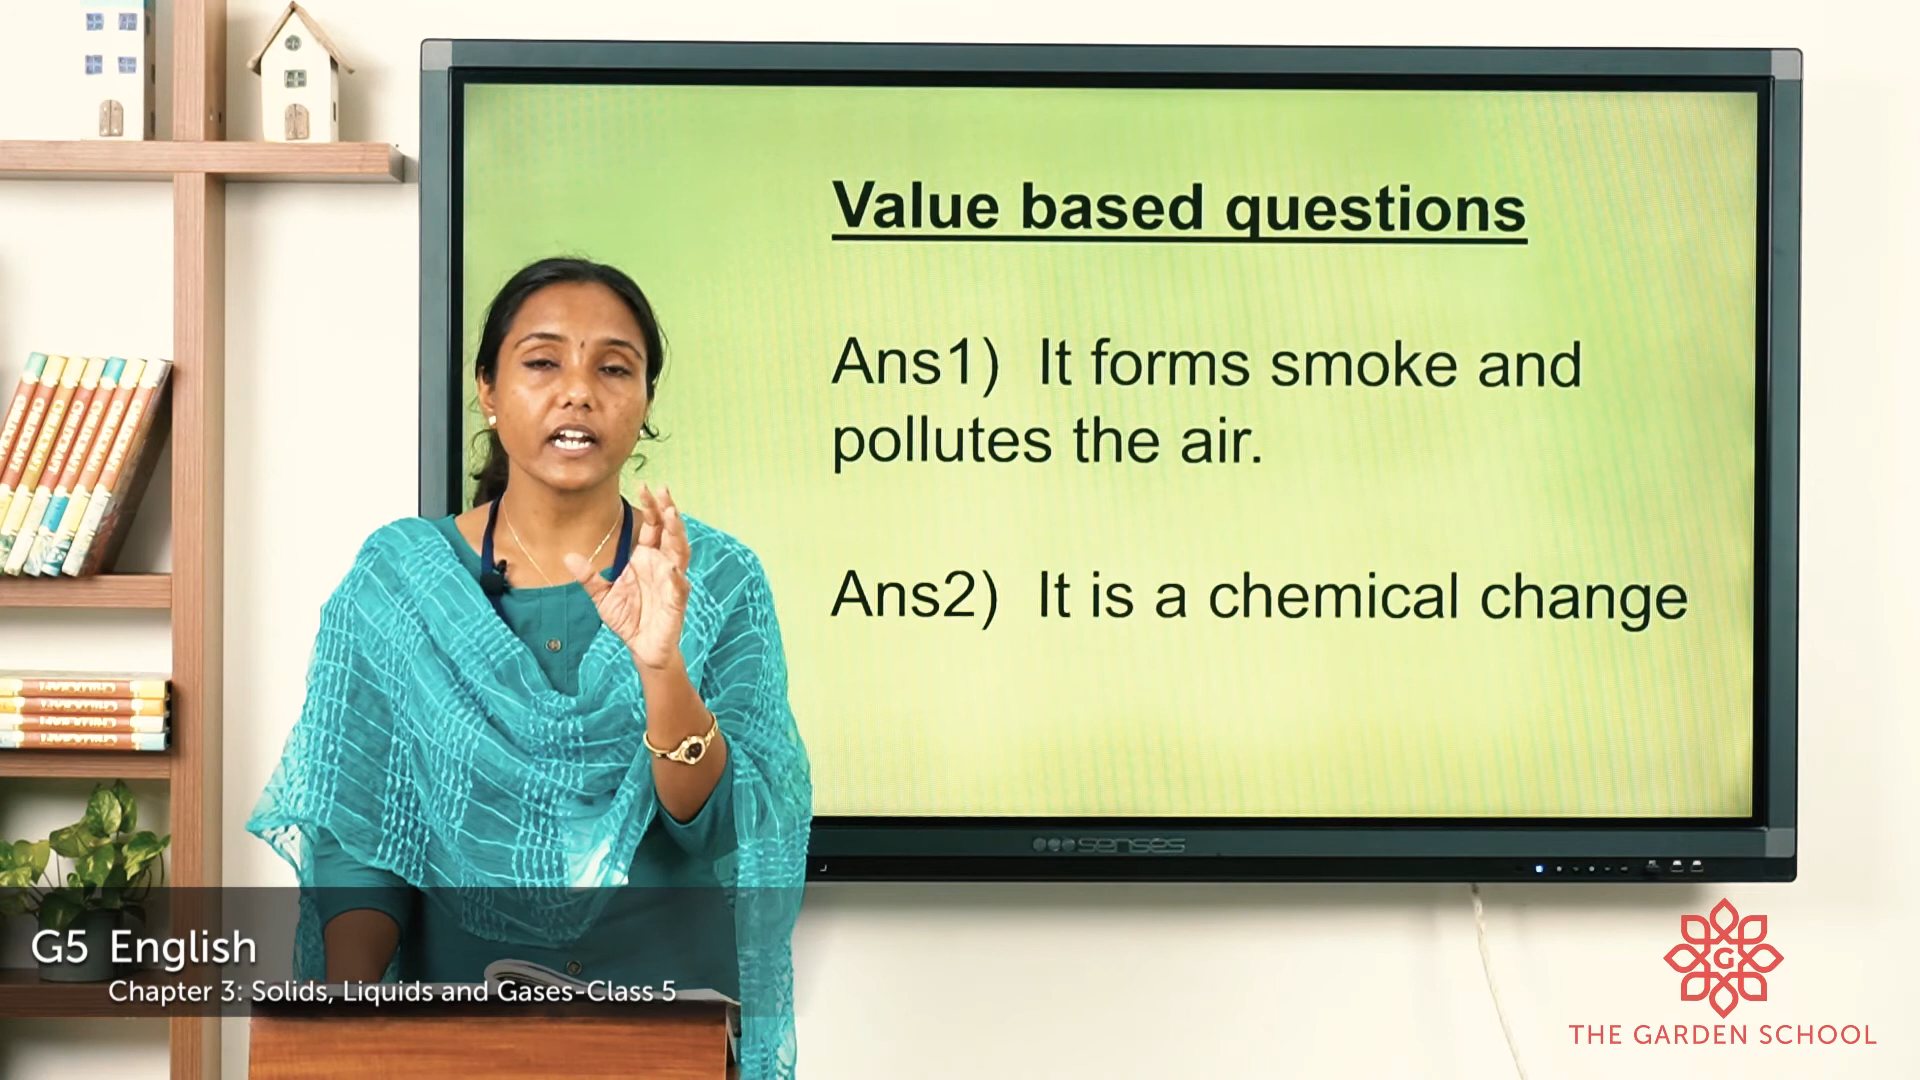 Value based questions
Ans1) It forms smoke and
pollutes the air.
Ans2) It is a chemical change
senses
G5 English
Chapter 3: Solids, Liquids and Gases-Class 5
G
THE GARDEN SCHOOL